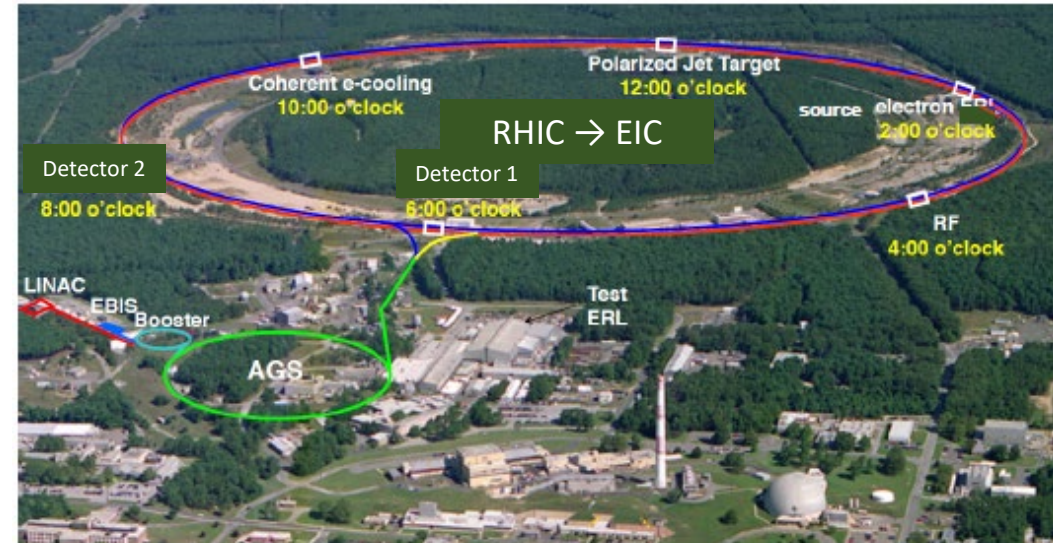 Coherent e-cooling
10:00 o'clock
Polarized Jet Target
12:00 o'clock
source electron
2:00 o'clock
RHIC → EIC
Detector 2
8:00 o'clock
Detector 1
6:00 o'clock
RF
4:00 o'clock
LINAC
EBIS
Booster
Test
ERL
AGS